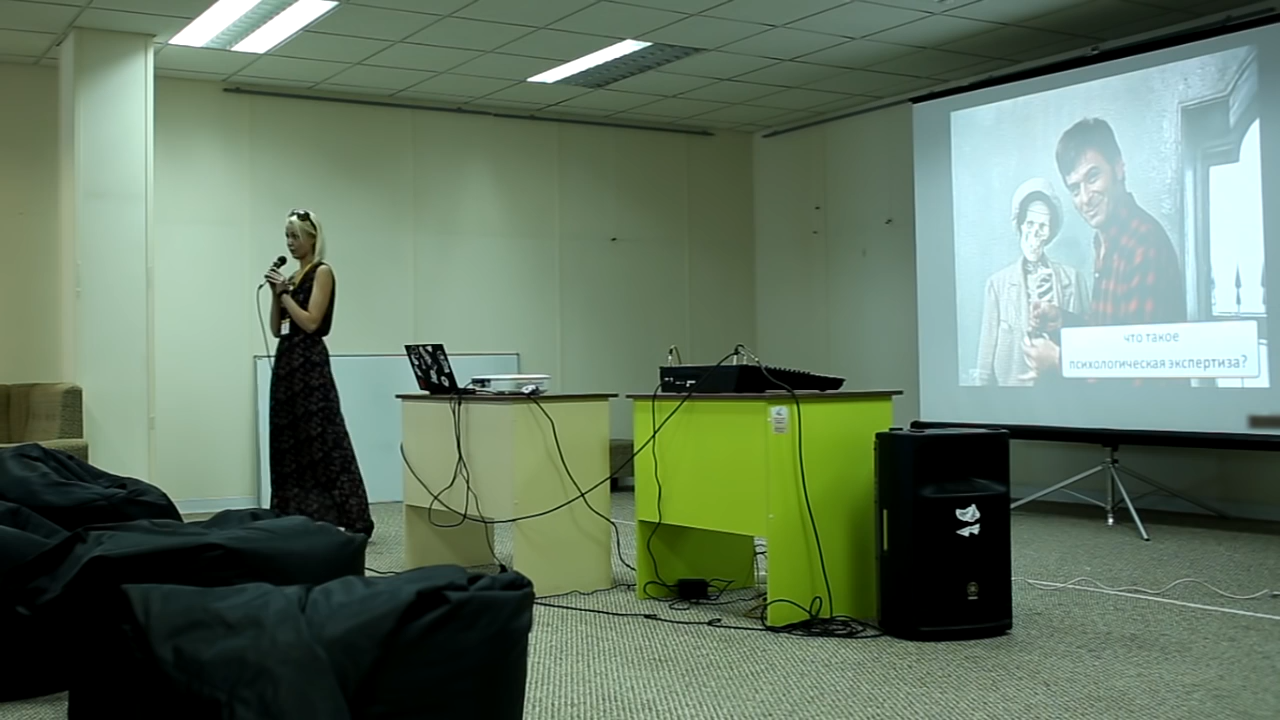 что такое
психологическая экспертиза?